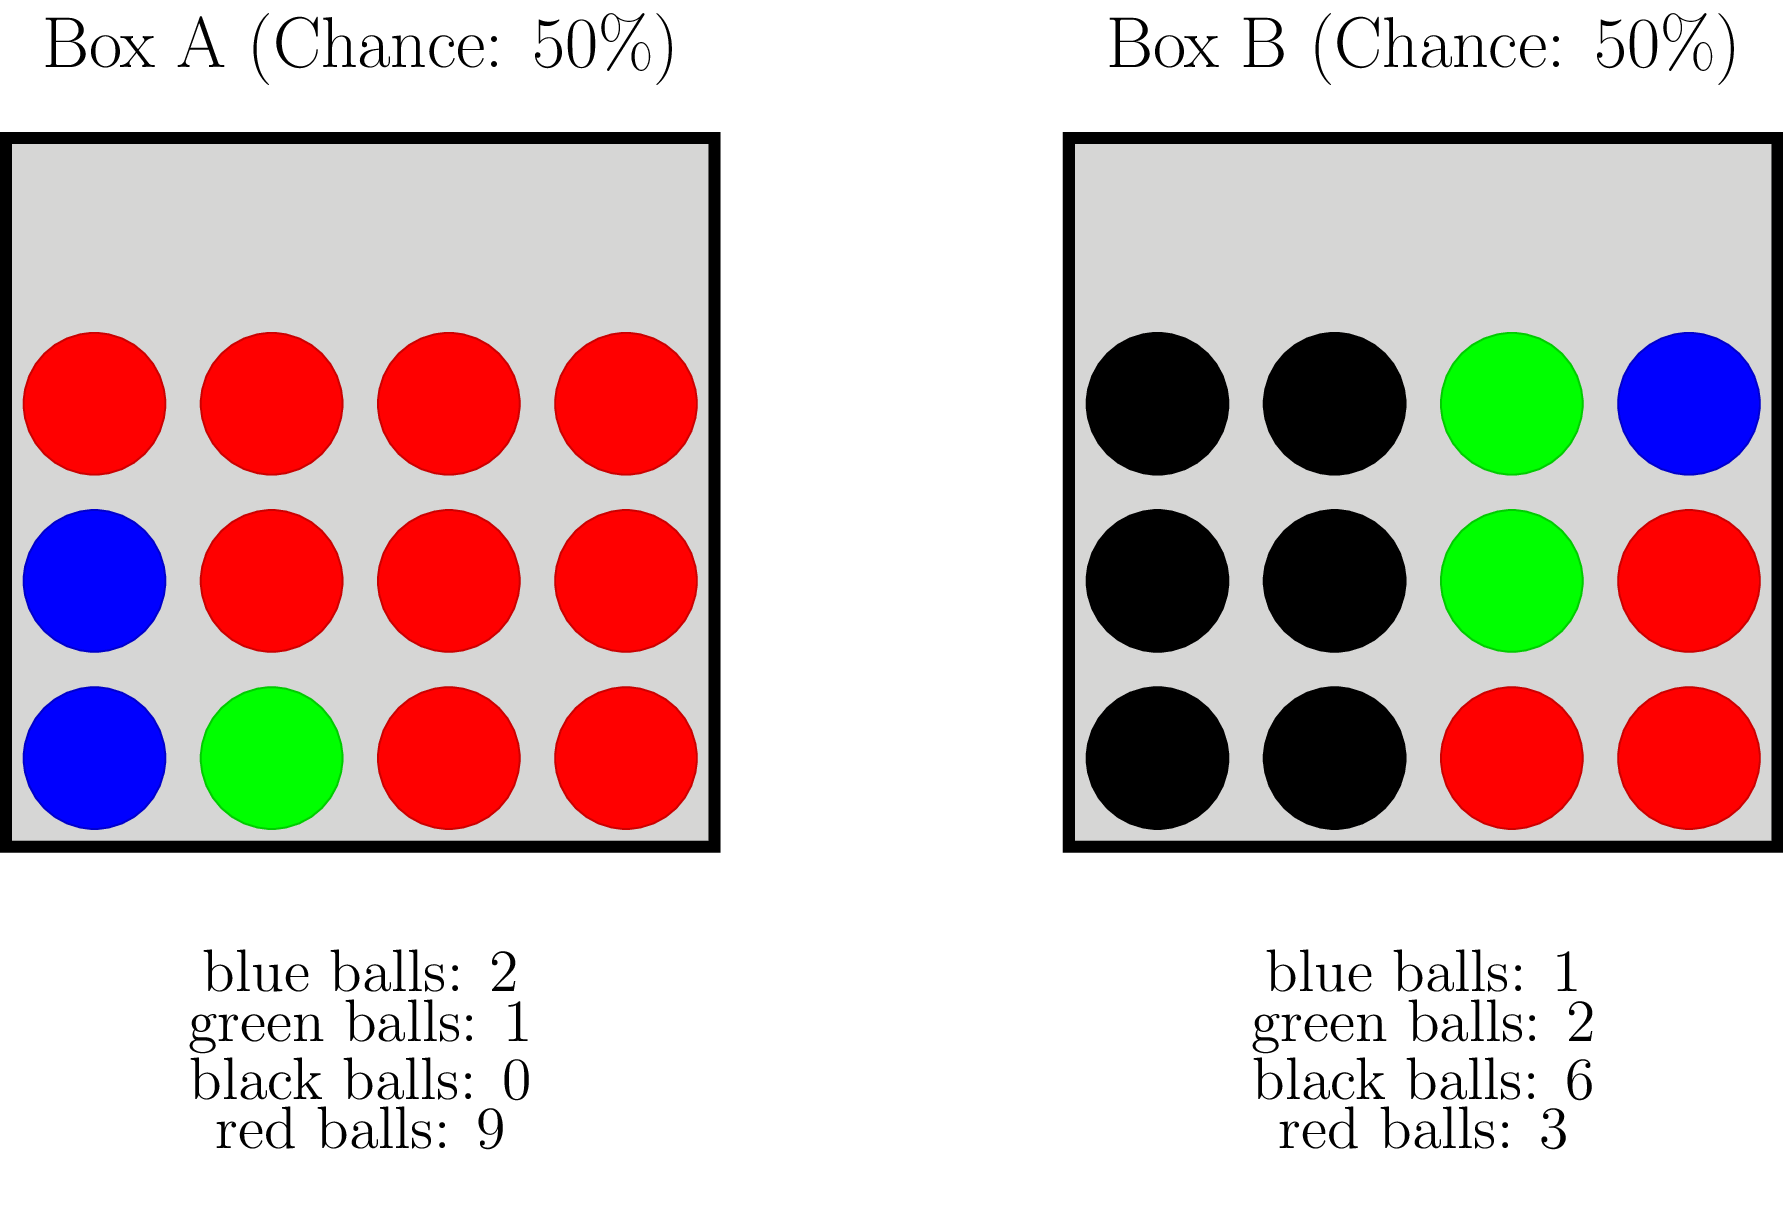 Box A (Chance: 50%)
Box B (Chance: 50%)
blue balls: 2
green balls: 1
black balls: 0
red balls: 9
blue balls: 1
green balls: 2
black balls: 6
red balls: 3